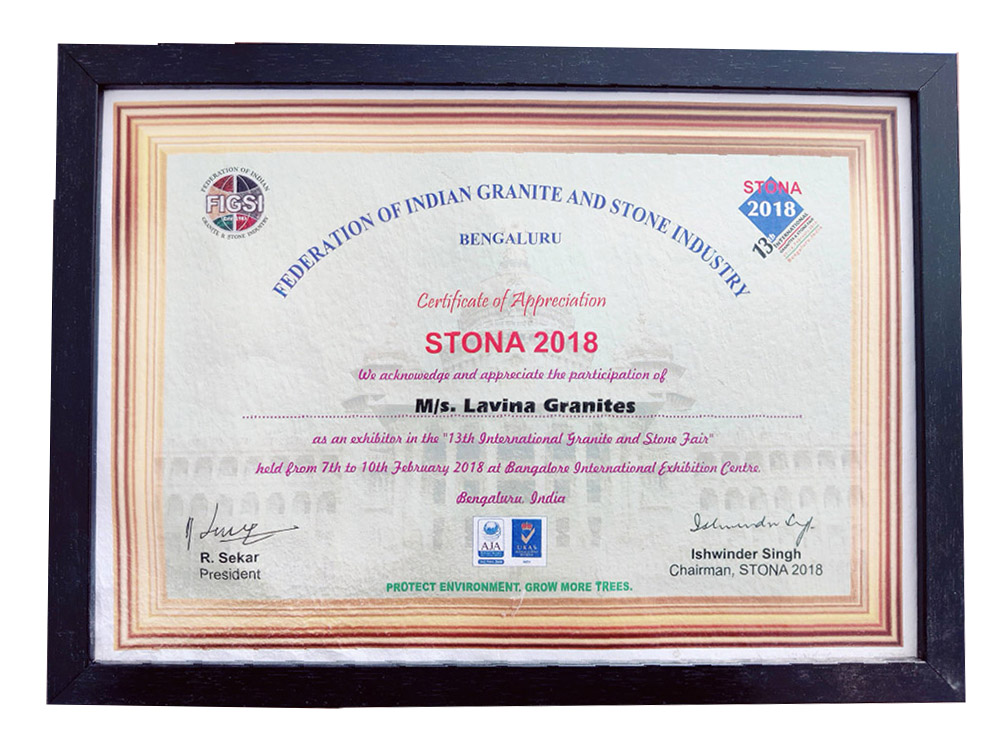 FEDERATION OF INDIAN
FIGSI
GRANITE & STONE INDUSTRY
STONA
2018
13th INTERNATIONAL
FEDERATION OF INDIAN GRANITE AND STONE INDUSTRY
BENGALURU
Certificate of Appreciation
STONA 2018
We acknowedge and appreciate the participation of
M/s. Lavina Granites
as an exhibitor in the "13th International Granite and Stone Fair"
held from 7th to 10th February 2018 at Bangalore International Exhibition Centre,
Bengaluru, India
AJA
UKAS
R. Sekar
President
Ishwinder Singh
Chairman, STONA 2018
PROTECT ENVIRONMENT. GROW MORE TREES.